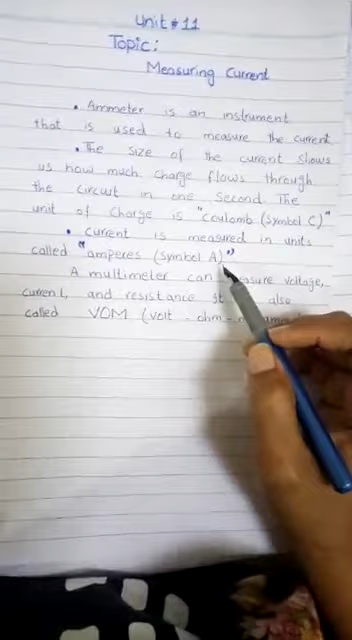 Unit # 11
Topic:
Measuring Current
• Ammeter is an instrument
that is used to measure the current
• The size of the current shows
us how much charge flows through
the circuit in one second. The
unit of charge is "coulomb (symbol C)"
• current is measured in units
called "amperes (symbol A)"
A multimeter can voltage,
current, and resistance also
called VOM (volt - ohm -